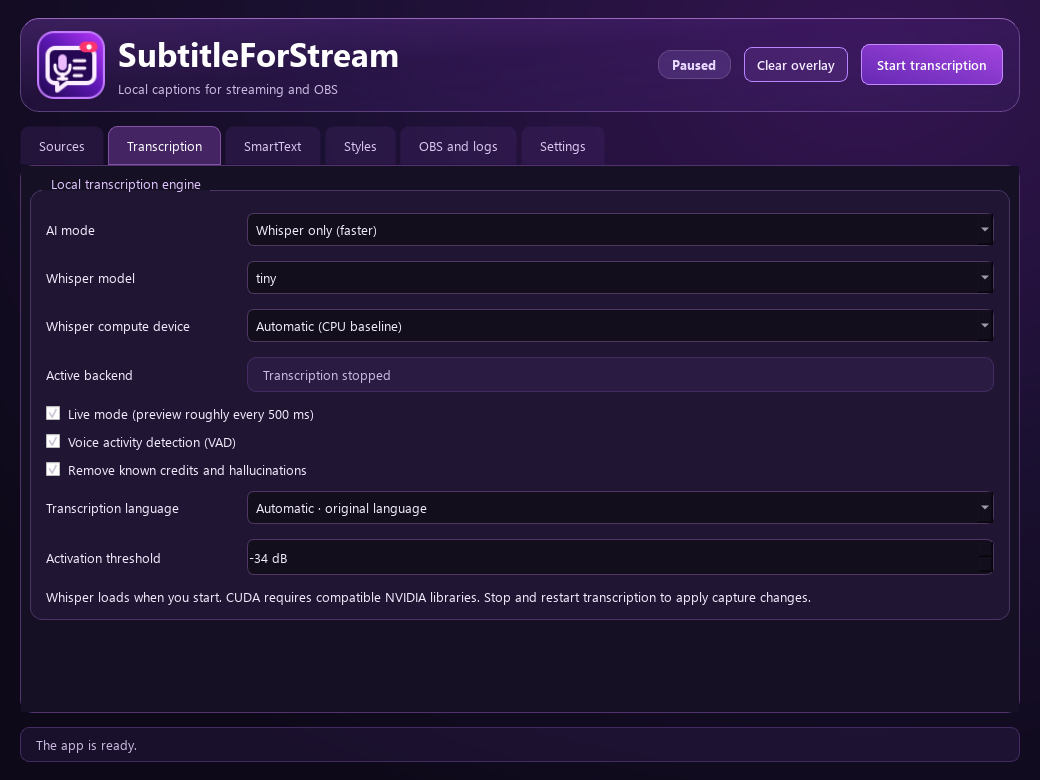 SubtitleForStream
Local captions for streaming and OBS
Paused
Clear overlay
Start transcription
Sources
Transcription
SmartText
Styles
OBS and logs
Settings
Local transcription engine
AI mode
Whisper only (faster)
Whisper model
tiny
Whisper compute device
Automatic (CPU baseline)
Active backend
Transcription stopped
Live mode (preview roughly every 500 ms)
Voice activity detection (VAD)
Remove known credits and hallucinations
Transcription language
Automatic · original language
Activation threshold
-34 dB
Whisper loads when you start. CUDA requires compatible NVIDIA libraries. Stop and restart transcription to apply capture changes.
The app is ready.